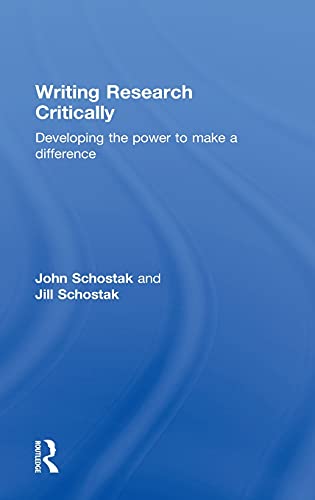 Writing Research
Critically
Developing the power to make a
difference
John Schostak and
Jill Schostak
ROUTLEDGE